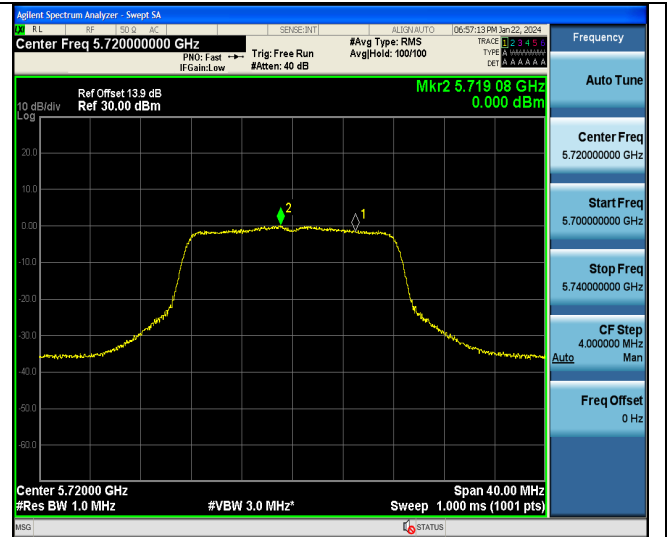 Agilent Spectrum Analyzer - Swept SA
RL RF 50 Ω AC SENSE:INT ALIGN AUTO 06:57:13 PM Jan 22, 2024
Center Freq 5.720000000 GHz
PNO: Fast
IFGain:Low
Trig: Free Run
#Atten: 40 dB
#Avg Type: RMS
Avg|Hold: 100/100
TRACE 1 2 3 4 5 6
TYPE A
DET A A A A A A
Frequency
Auto Tune
Ref Offset 13.9 dB
10 dB/div Ref 30.00 dBm
Log
Mkr2 5.719 08 GHz
0.000 dBm
20.0
10.0
0.00
-10.0
-20.0
-30.0
-40.0
-50.0
-60.0
2
1
Center Freq
5.720000000 GHz
Start Freq
5.700000000 GHz
Stop Freq
5.740000000 GHz
CF Step
4.000000 MHz
Auto Man
Freq Offset
0 Hz
Center 5.72000 GHz Span 40.00 MHz
#Res BW 1.0 MHz #VBW 3.0 MHz* Sweep 1.000 ms (1001 pts)
MSG STATUS